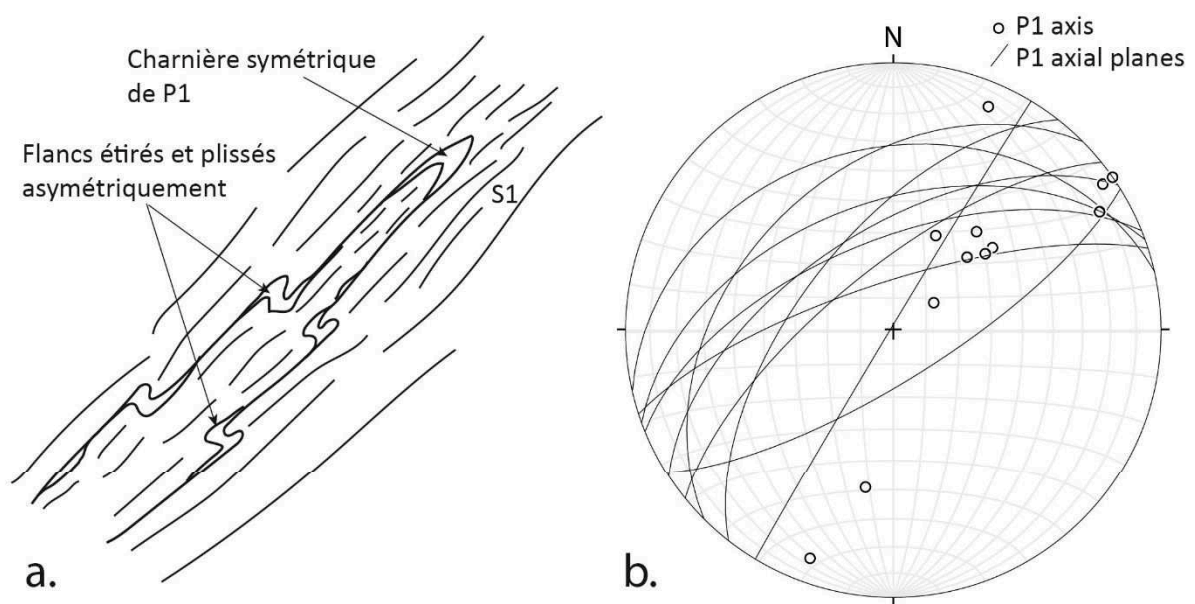 Charnière symétrique
de P1
Flancs étirés et plissés
asymétriquement
S1
a.
N
P1 axis
P1 axial planes
b.